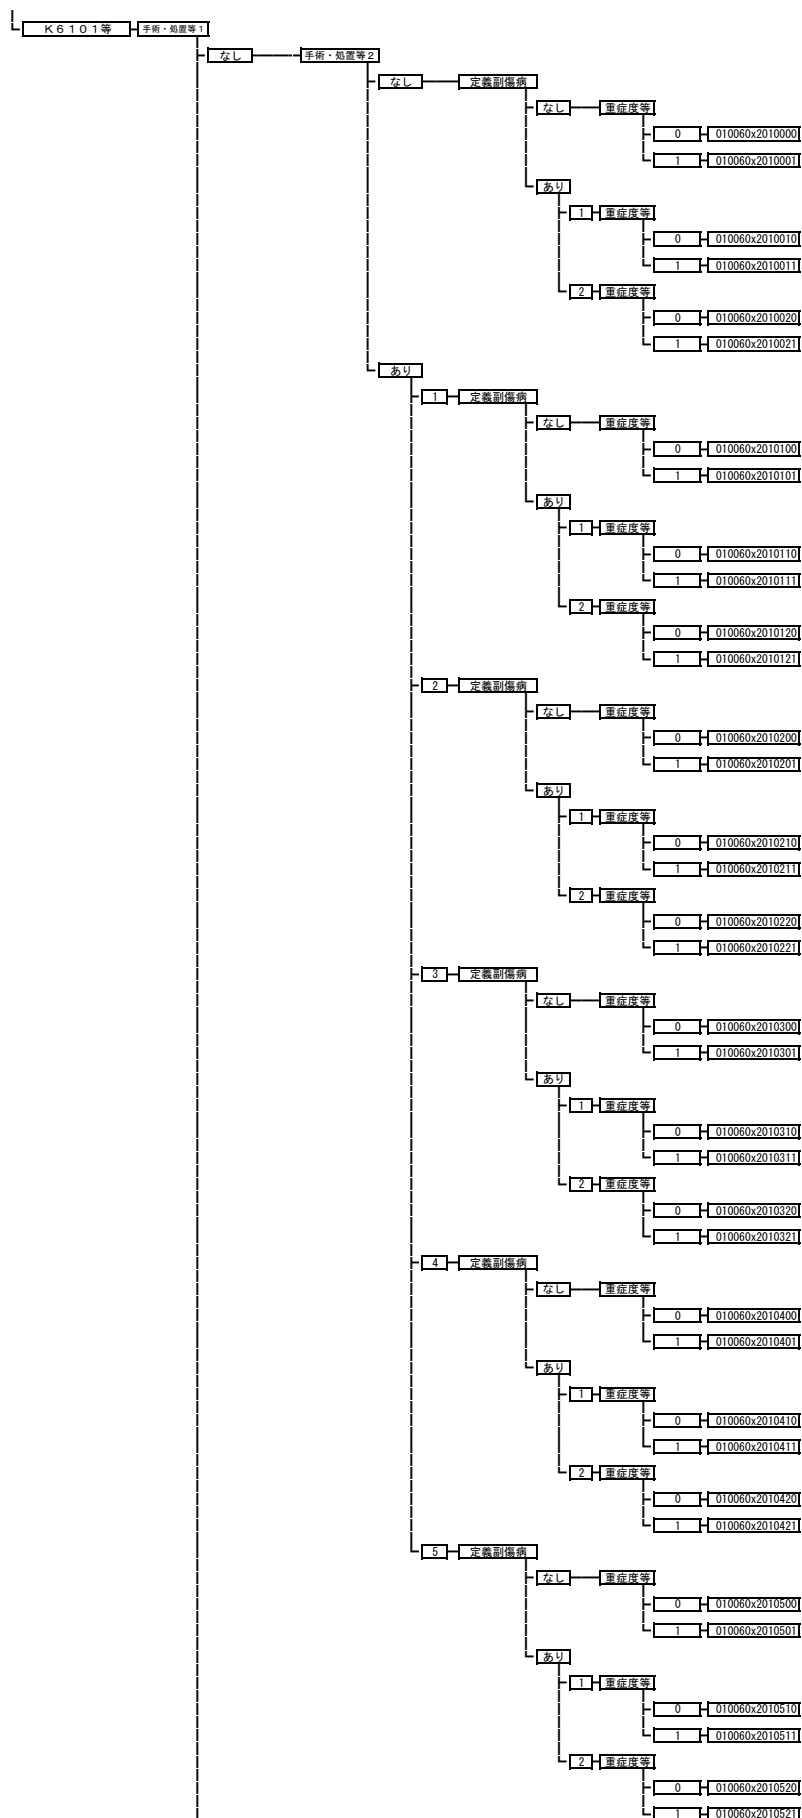 K6101等 手術・処置等1
なし 手術・処置等2
なし 定義副傷病
なし 重症度等
0 010060x2010000
1 010060x2010001
あり
1 重症度等
0 010060x2010010
1 010060x2010011
2 重症度等
0 010060x2010020
1 010060x2010021
あり
1 定義副傷病
なし 重症度等
0 010060x2010100
1 010060x2010101
あり
1 重症度等
0 010060x2010110
1 010060x2010111
2 重症度等
0 010060x2010120
1 010060x2010121
2 定義副傷病
なし 重症度等
0 010060x2010200
1 010060x2010201
あり
1 重症度等
0 010060x2010210
1 010060x2010211
2 重症度等
0 010060x2010220
1 010060x2010221
3 定義副傷病
なし 重症度等
0 010060x2010300
1 010060x2010301
あり
1 重症度等
0 010060x2010310
1 010060x2010311
2 重症度等
0 010060x2010320
1 010060x2010321
4 定義副傷病
なし 重症度等
0 010060x2010400
1 010060x2010401
あり
1 重症度等
0 010060x2010410
1 010060x2010411
2 重症度等
0 010060x2010420
1 010060x2010421
5 定義副傷病
なし 重症度等
0 010060x2010500
1 010060x2010501
あり
1 重症度等
0 010060x2010510
1 010060x2010511
2 重症度等
0 010060x2010520
1 010060x2010521